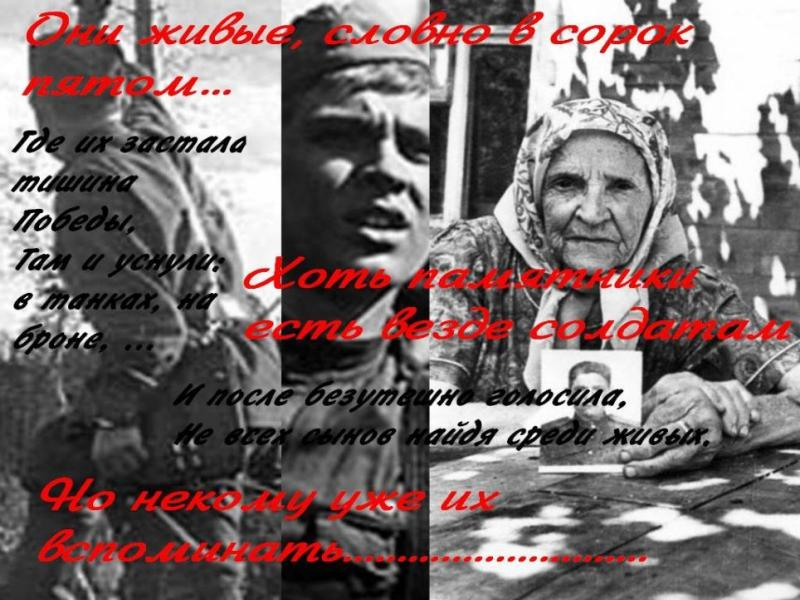 Они живые, словно в сорок
пятом...
Где их застала
тишина
Победы,
Там и уснули:
в танках, на
броне, ...
Хоть памятники
есть везде солдатам
И после безутешно голосила,
Не всех сынов найдя среди живых.
Но некому уже их
вспоминать............................